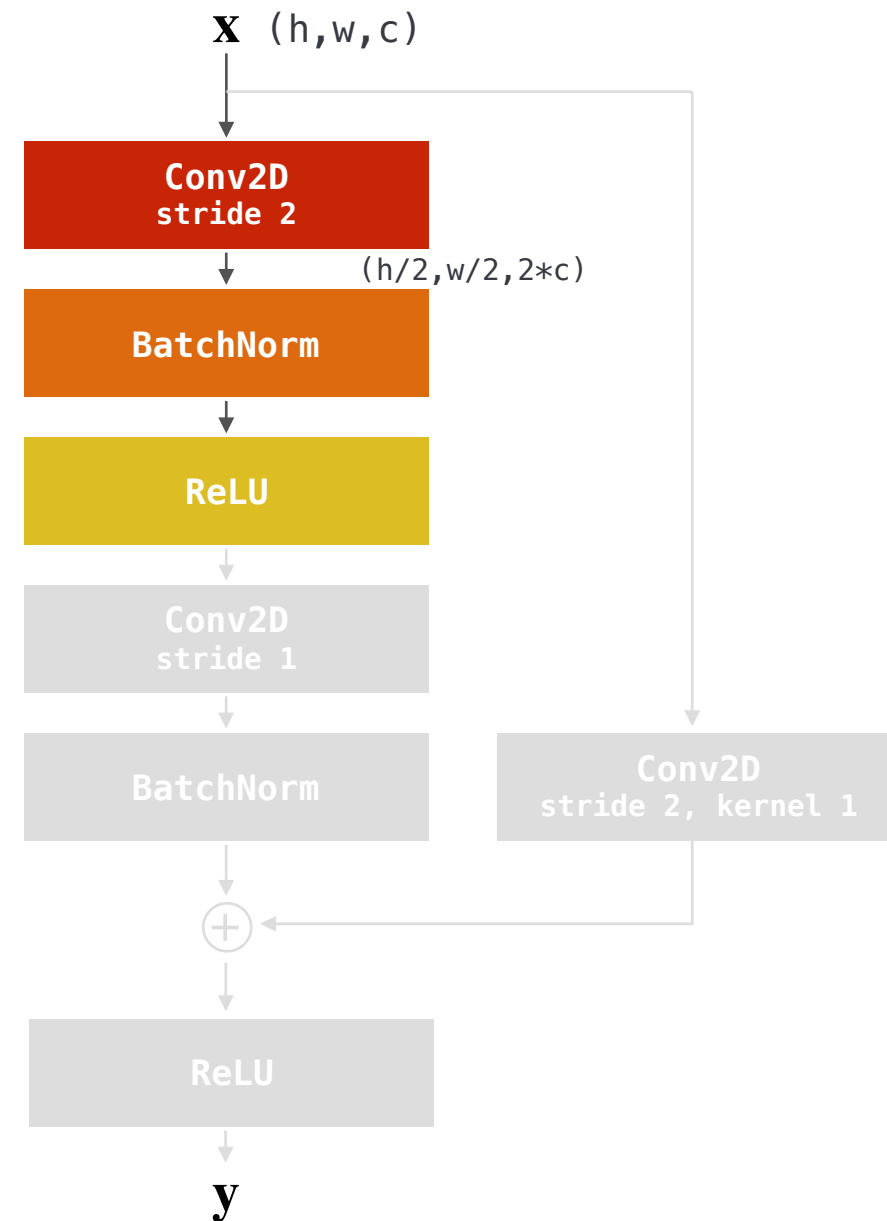 x (h,w,c)
Conv2D
stride 2
(h/2,w/2,2*c)
BatchNorm
ReLU
Conv2D
stride 1
BatchNorm
Conv2D
stride 2, kernel 1
+
ReLU
y